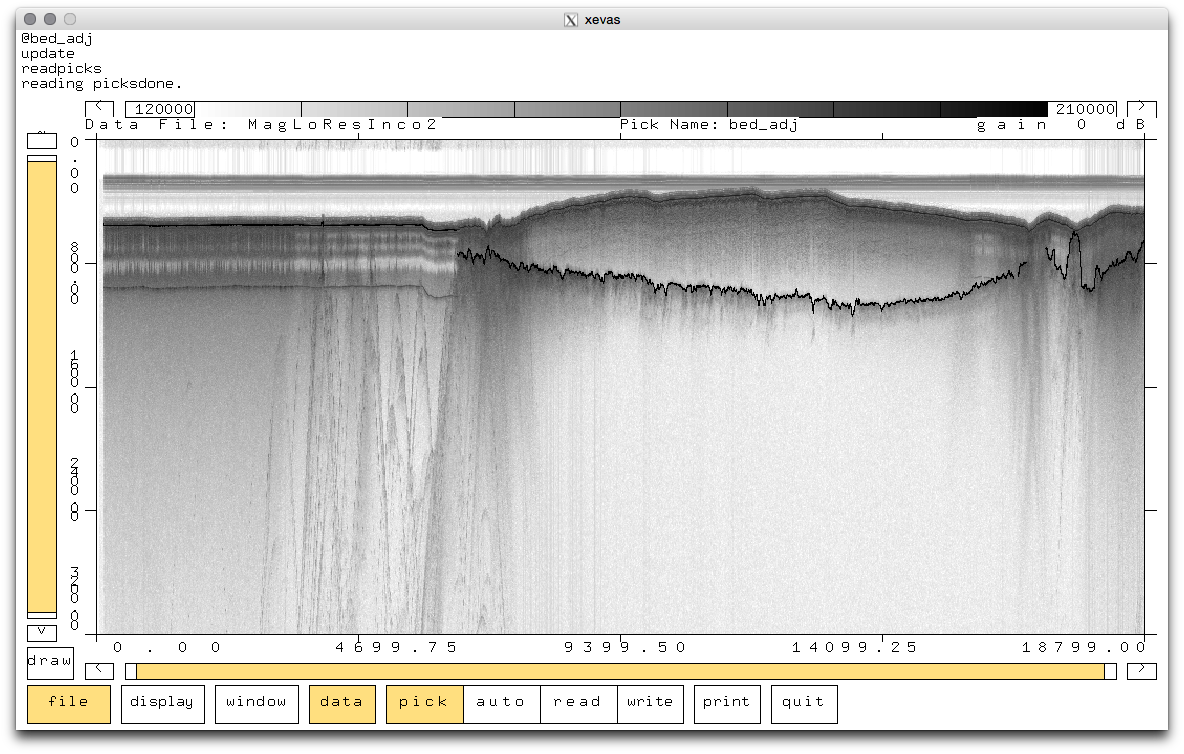 xevas
@bed_adj
update
readpicks
reading picksdone.
< 120000 210000 >
Data File: MagLoResInco2 Pick Name: bed_adj gain 0 dB
^
0.00
800.00
1600.00
2400.00
3200.00
v
0.00 4699.75 9399.50 14099.25 18799.00
draw < >
file display window data pick auto read write print quit